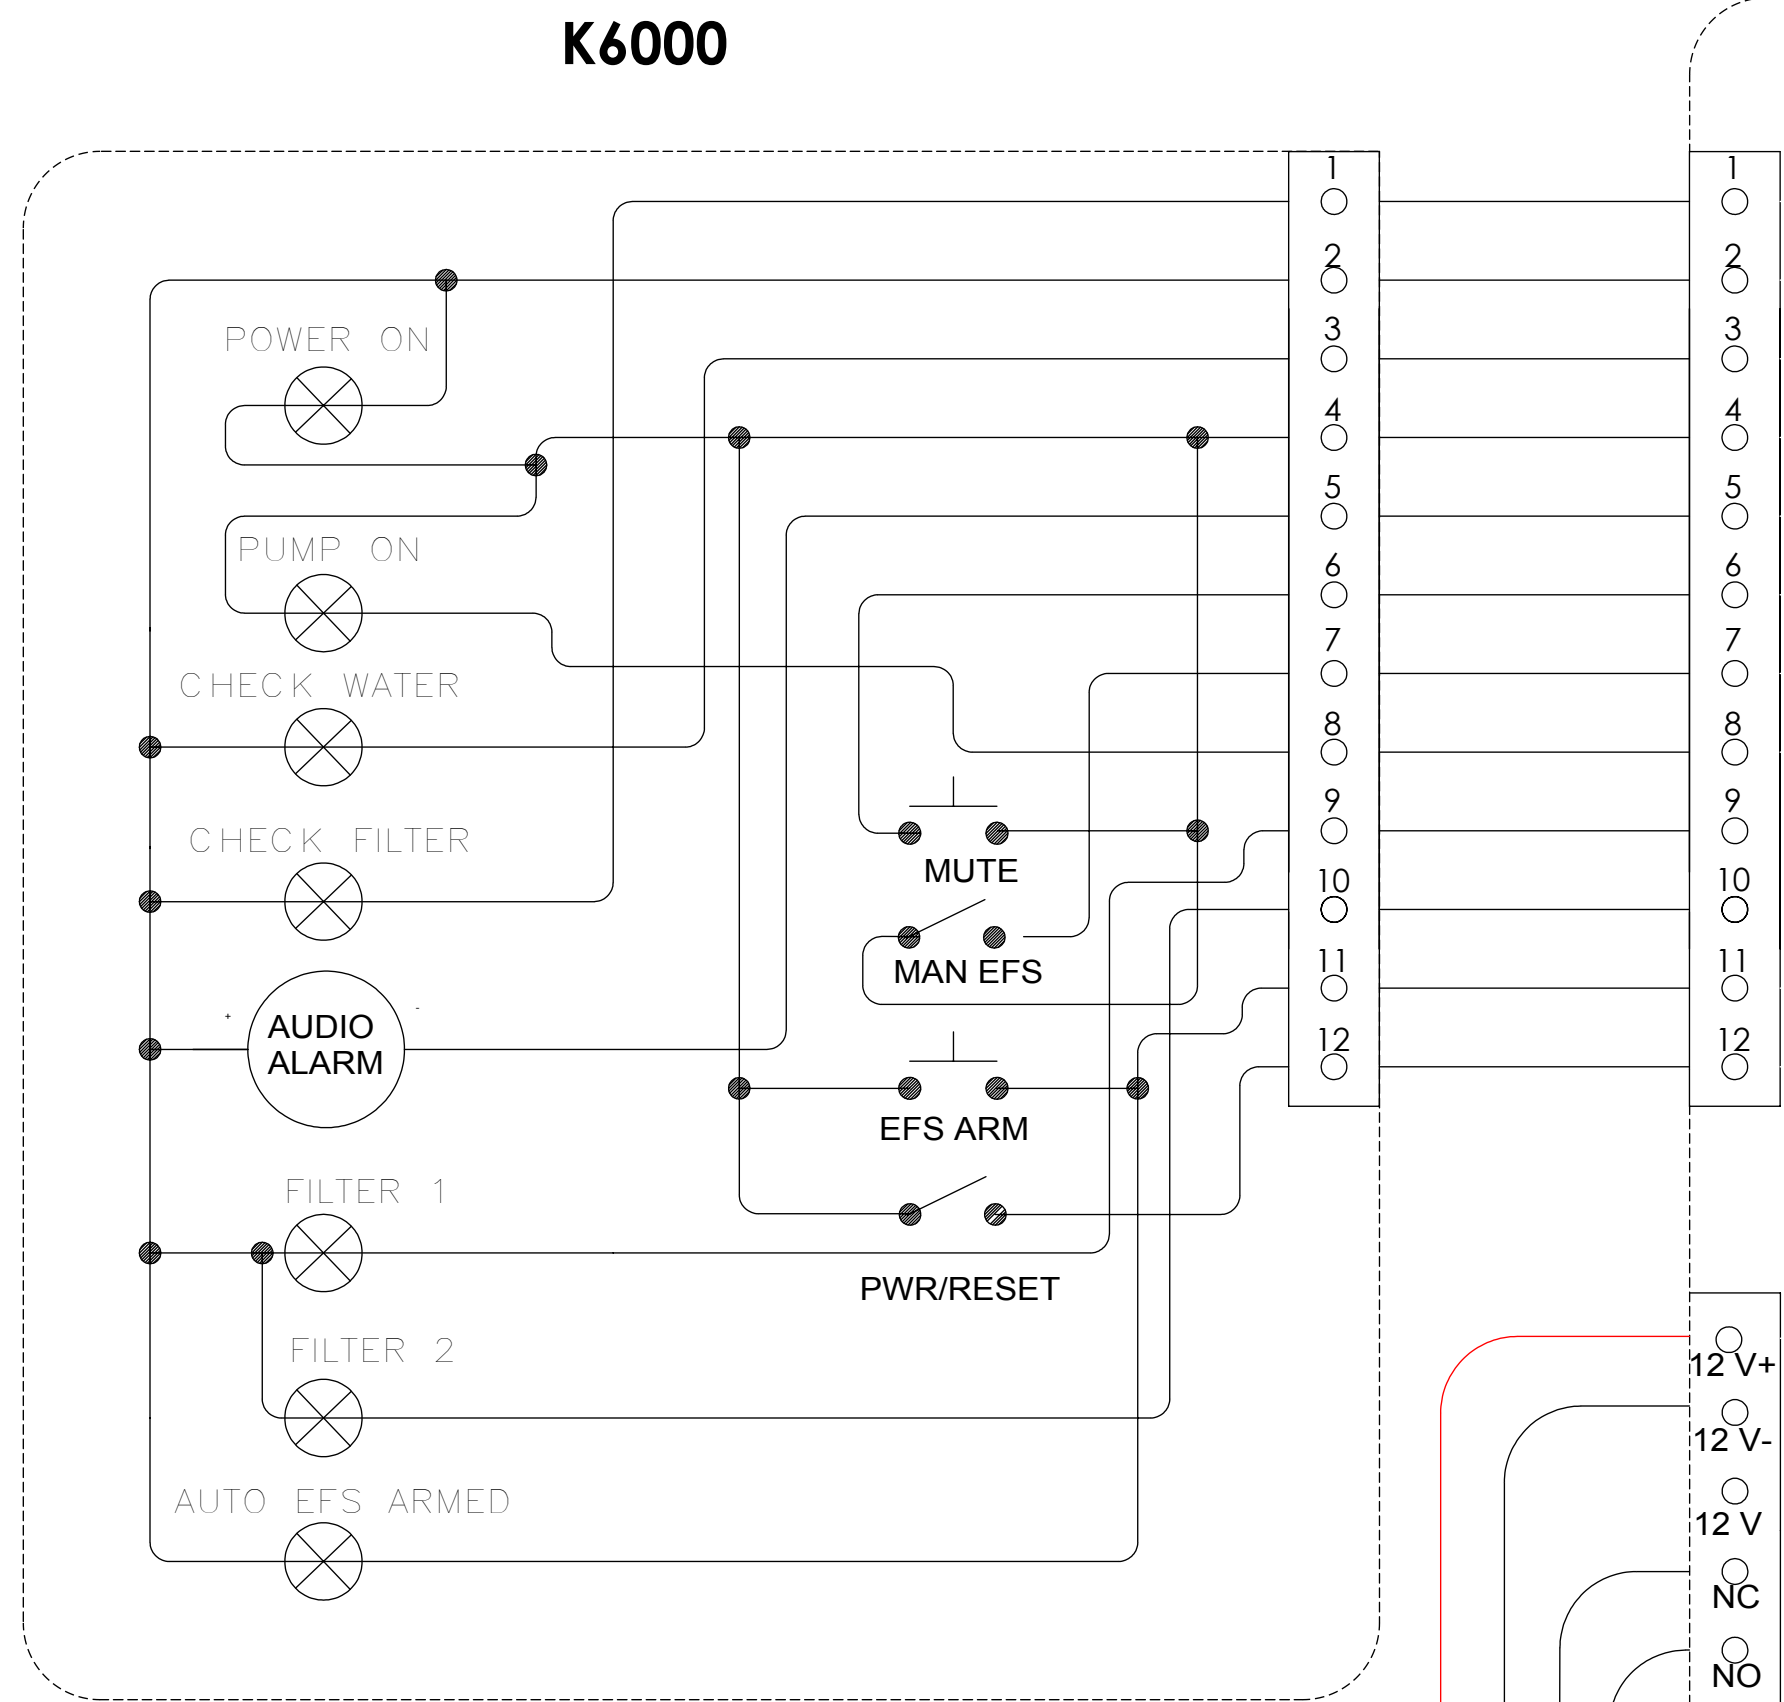 K6000
1
2
3
4
5
6
7
8
9
10
11
12
1
2
3
4
5
6
7
8
9
10
11
12
POWER ON
PUMP ON
CHECK WATER
CHECK FILTER
+
-
AUDIO
ALARM
FILTER 1
FILTER 2
AUTO EFS ARMED
MUTE
MAN EFS
EFS ARM
PWR/RESET
12 V+
12 V-
12 V
NC
NO